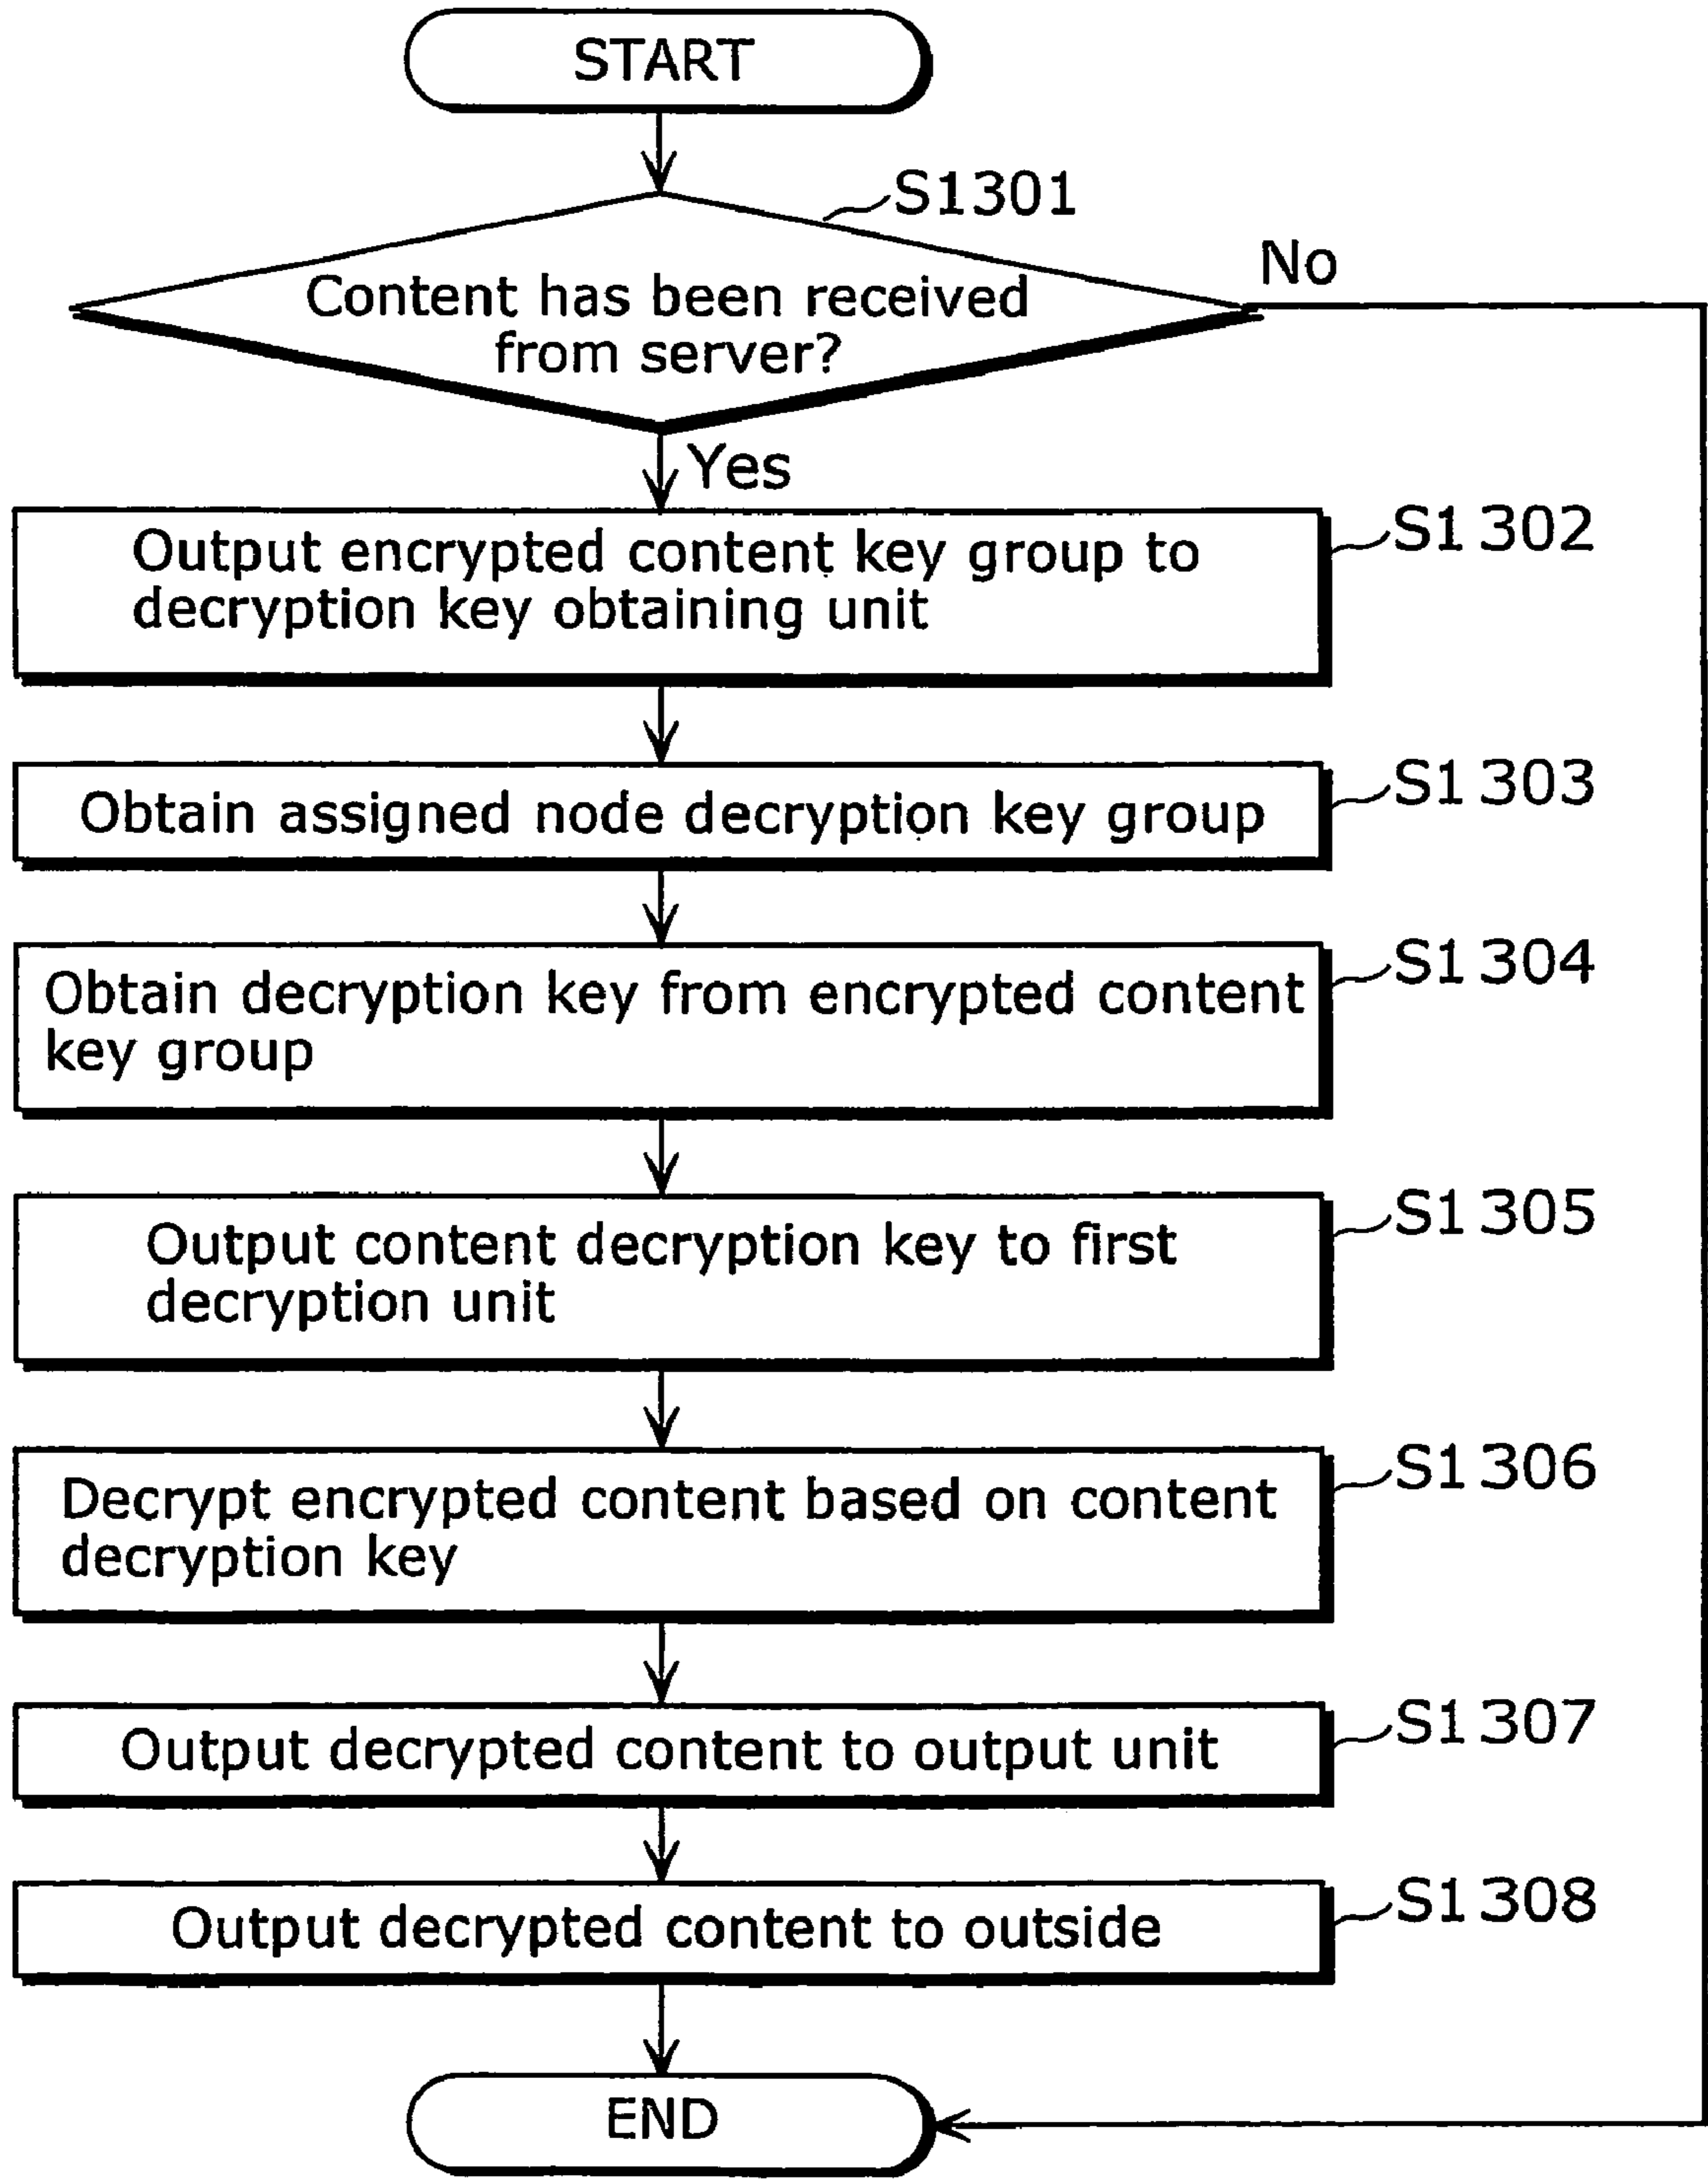 START
S1301
No
Content has been received
from server?
Yes
S1302
Output encrypted content key group to
decryption key obtaining unit
S1303
Obtain assigned node decryption key group
S1304
Obtain decryption key from encrypted content
key group
S1305
Output content decryption key to first
decryption unit
S1306
Decrypt encrypted content based on content
decryption key
S1307
Output decrypted content to output unit
S1308
Output decrypted content to outside
END